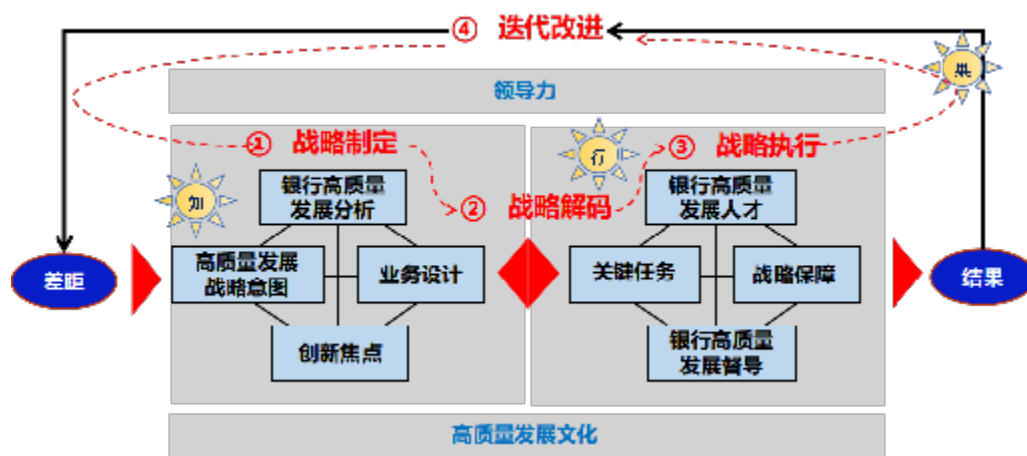 ④ 迭代改进
果
领导力
① 战略制定
行
③ 战略执行
知
银行高质量
发展分析
② 战略解码
银行高质量
发展人才
差距
高质量发展
战略意图
业务设计
关键任务
战略保障
结果
创新焦点
银行高质量
发展督导
高质量发展文化